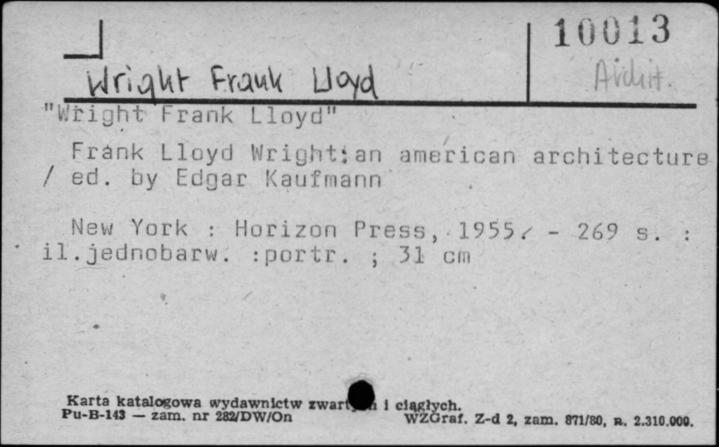 10013
Archit.
Wright Frank Lloyd
"Wright Frank Lloyd"
Frank Lloyd Wright:an american architecture
/ ed. by Edgar Kaufmann
New York : Horizon Press, 1955. - 269 s. :
il.jednobarw. :portr. ; 31 cm
Karta katalogowa wydawnictw zwartych i ciągłych.
Pu-B-143 — zam. nr 282/DW/On
WZGraf. Z-d 2, zam. 871/80, n. 2.310.000.